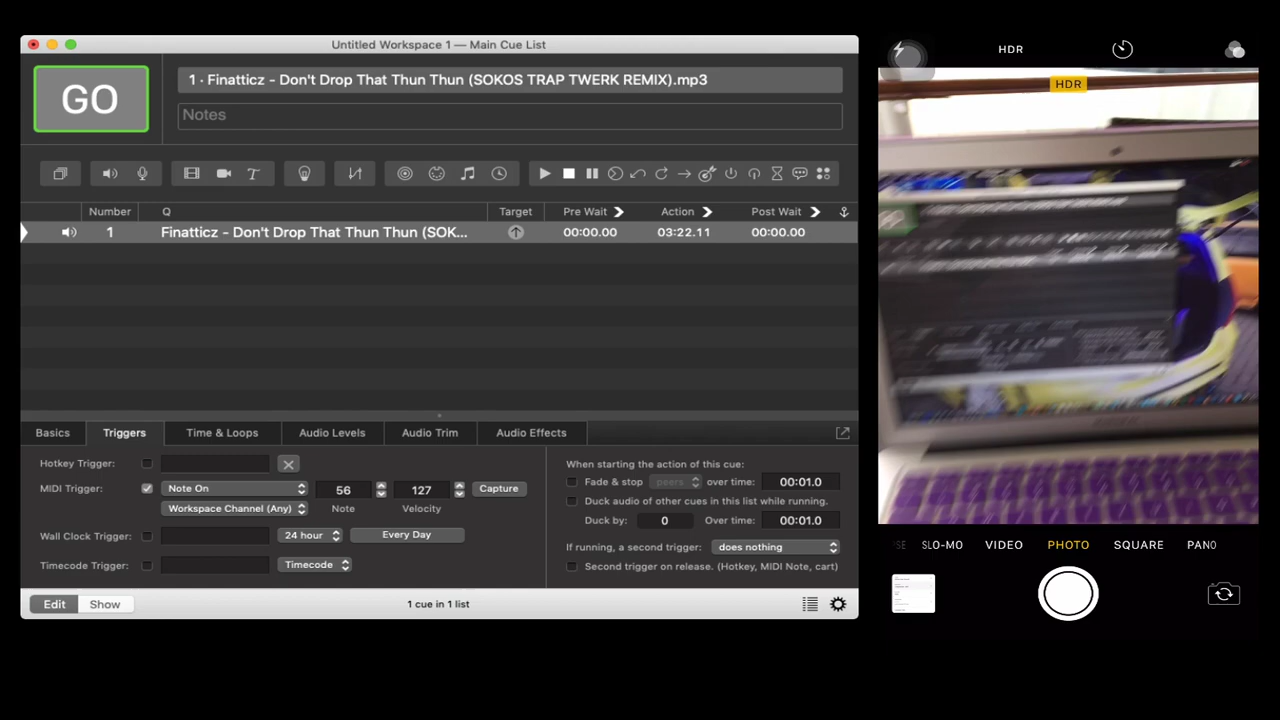 Untitled Workspace 1 — Main Cue List
GO
1 · Finatticz - Don't Drop That Thun Thun (SOKOS TRAP TWERK REMIX).mp3
Notes
Number Q Target Pre Wait Action Post Wait
1 Finatticz - Don't Drop That Thun Thun (SOK... 00:00.00 03:22.11 00:00.00
Basics Triggers Time & Loops Audio Levels Audio Trim Audio Effects
Hotkey Trigger:
MIDI Trigger: Note On 56 127 Capture
Workspace Channel (Any) Note Velocity
Wall Clock Trigger: 24 hour Every Day
Timecode Trigger: Timecode
When starting the action of this cue:
Fade & stop peers over time: 00:01.0
Duck audio of other cues in this list while running.
Duck by: 0 Over time: 00:01.0
If running, a second trigger: does nothing
Second trigger on release. (Hotkey, MIDI Note, cart)
Edit Show 1 cue in 1 list
HDR
HDR
SLO-MO VIDEO PHOTO SQUARE PANO